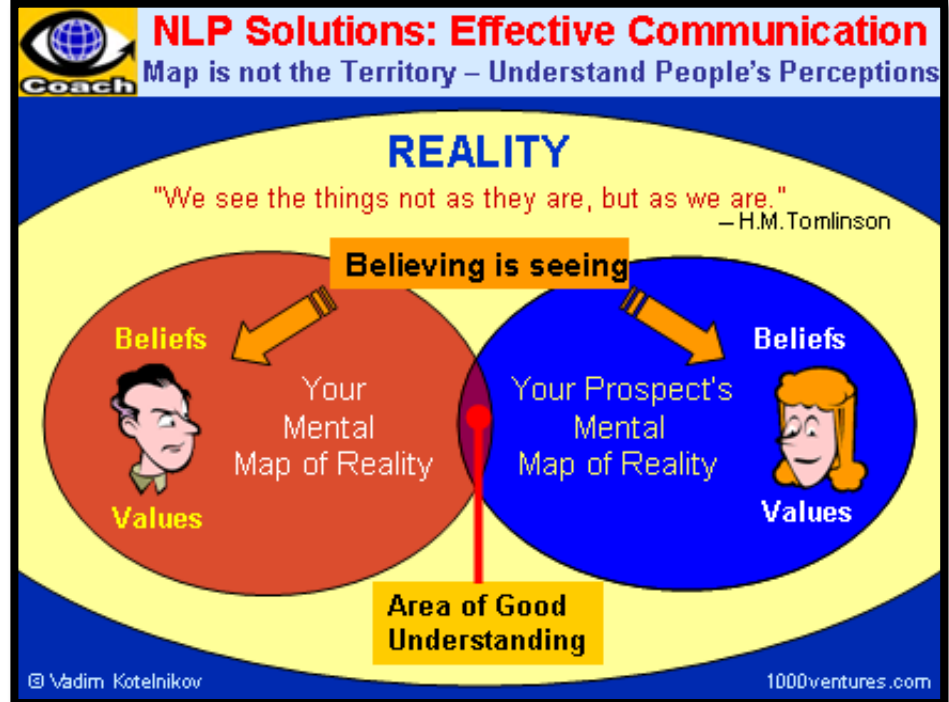 NLP Solutions: Effective Communication
Coach
Map is not the Territory – Understand People's Perceptions
REALITY
"We see the things not as they are, but as we are."
– H.M.Tomlinson
Believing is seeing
Beliefs
Beliefs
Your
Mental
Map of Reality
Your Prospect's
Mental
Map of Reality
Values
Values
Area of Good
Understanding
© Vadim Kotelnikov
1000ventures.com